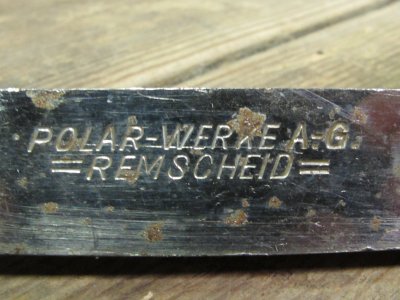 POLAR-WERKE A.G.
=REMSCHEID=